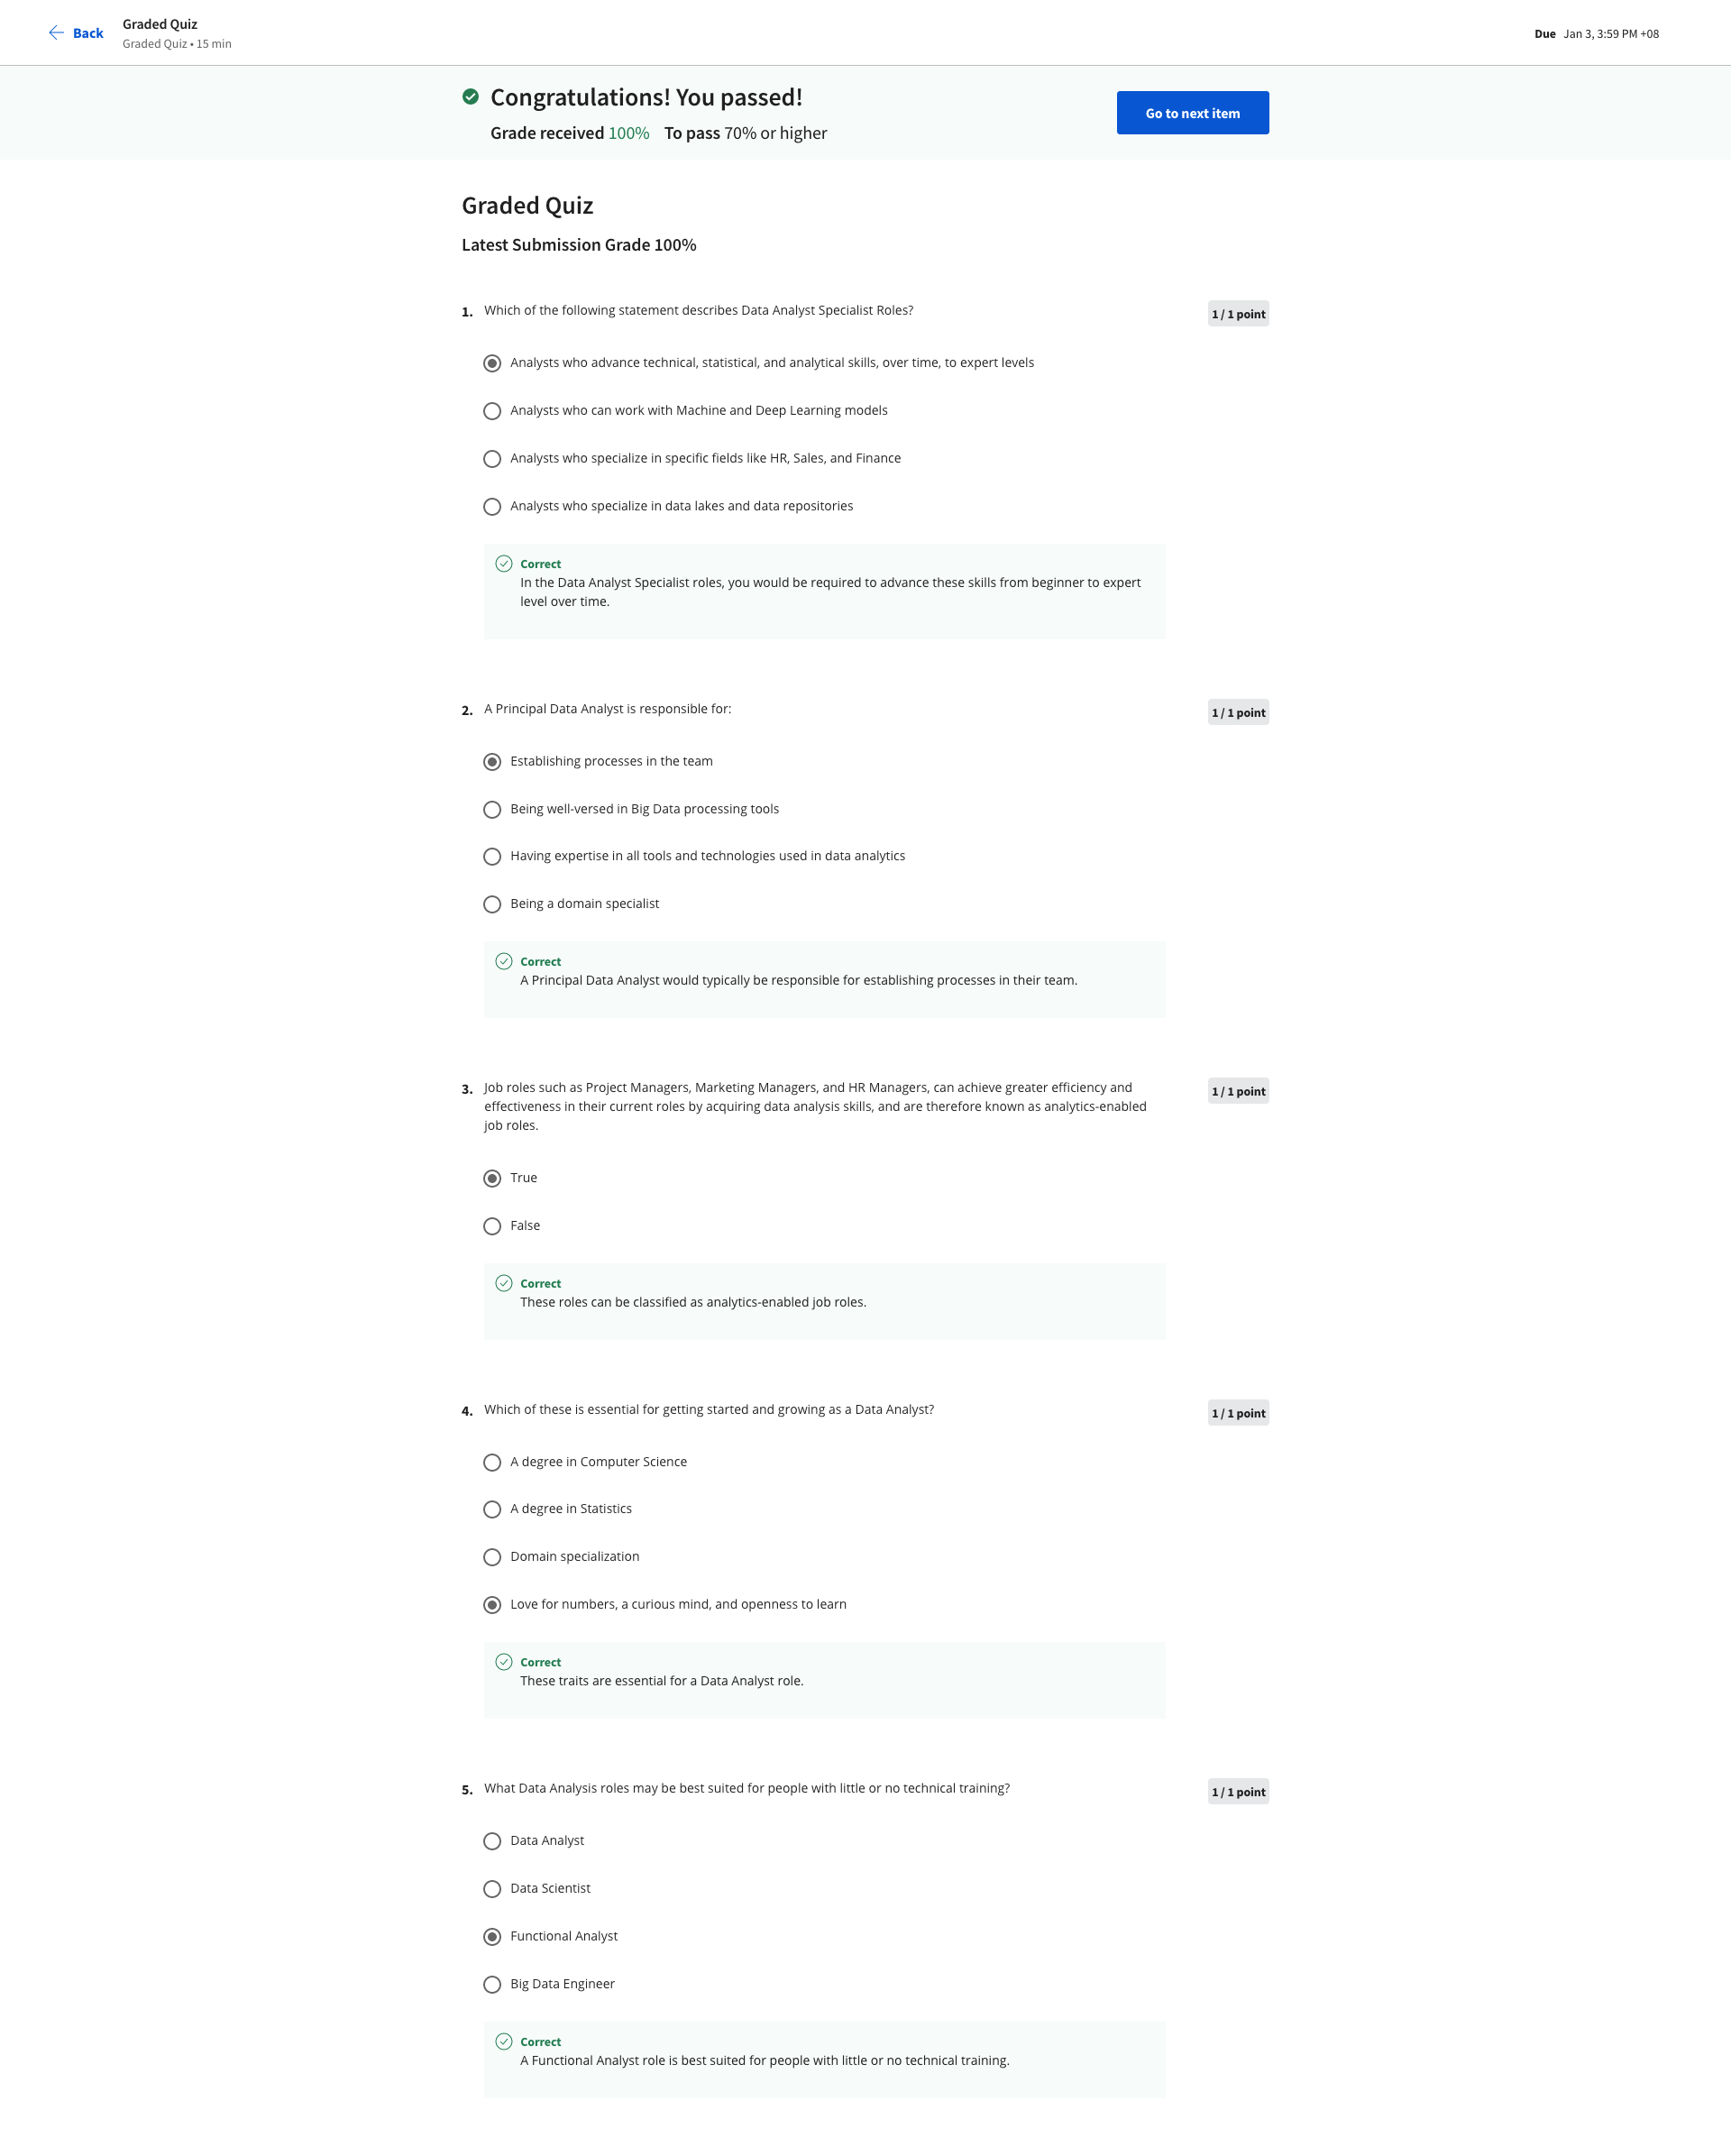 Back
Graded Quiz
Graded Quiz • 15 min
Due Jan 3, 3:59 PM +08
Congratulations! You passed!
Grade received 100% To pass 70% or higher
Go to next item
Graded Quiz
Latest Submission Grade 100%
1. Which of the following statement describes Data Analyst Specialist Roles?
1 / 1 point
Analysts who advance technical, statistical, and analytical skills, over time, to expert levels
Analysts who can work with Machine and Deep Learning models
Analysts who specialize in specific fields like HR, Sales, and Finance
Analysts who specialize in data lakes and data repositories
Correct
In the Data Analyst Specialist roles, you would be required to advance these skills from beginner to expert
level over time.
2. A Principal Data Analyst is responsible for:
1 / 1 point
Establishing processes in the team
Being well-versed in Big Data processing tools
Having expertise in all tools and technologies used in data analytics
Being a domain specialist
Correct
A Principal Data Analyst would typically be responsible for establishing processes in their team.
3. Job roles such as Project Managers, Marketing Managers, and HR Managers, can achieve greater efficiency and
effectiveness in their current roles by acquiring data analysis skills, and are therefore known as analytics-enabled
job roles.
1 / 1 point
True
False
Correct
These roles can be classified as analytics-enabled job roles.
4. Which of these is essential for getting started and growing as a Data Analyst?
1 / 1 point
A degree in Computer Science
A degree in Statistics
Domain specialization
Love for numbers, a curious mind, and openness to learn
Correct
These traits are essential for a Data Analyst role.
5. What Data Analysis roles may be best suited for people with little or no technical training?
1 / 1 point
Data Analyst
Data Scientist
Functional Analyst
Big Data Engineer
Correct
A Functional Analyst role is best suited for people with little or no technical training.